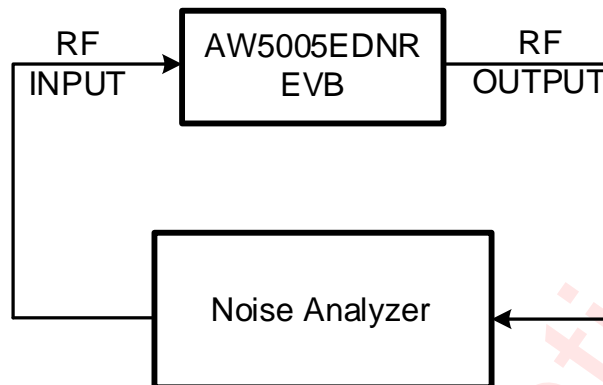 RF
INPUT
AW5005EDNR
EVB
RF
OUTPUT
Noise Analyzer